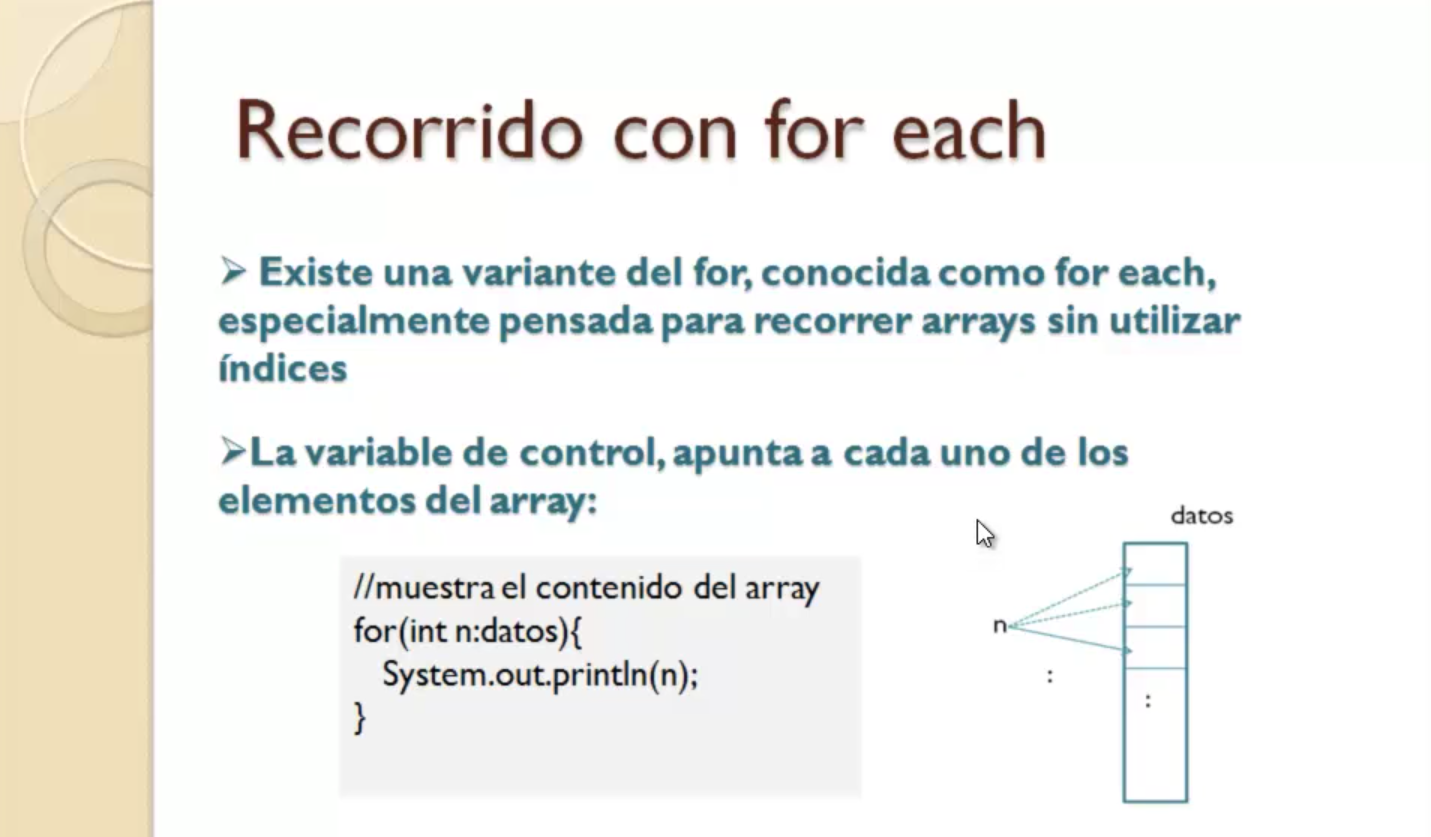 Recorrido con for each
➢ Existe una variante del for, conocida como for each,
especialmente pensada para recorrer arrays sin utilizar
índices
➢La variable de control, apunta a cada uno de los
elementos del array:
datos
//muestra el contenido del array
for(int n:datos){
System.out.println(n);
}
n
:
: